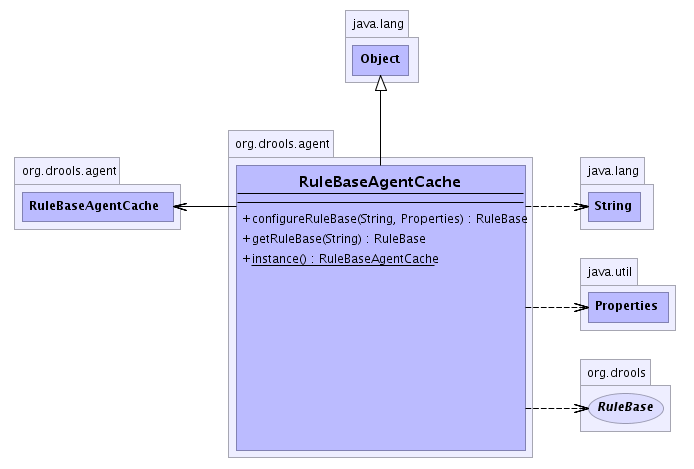 java.lang
Object
org.drools.agent
RuleBaseAgentCache
org.drools.agent
RuleBaseAgentCache
+ configureRuleBase(String, Properties) : RuleBase
+ getRuleBase(String) : RuleBase
+ instance() : RuleBaseAgentCache
java.lang
String
java.util
Properties
org.drools
RuleBase